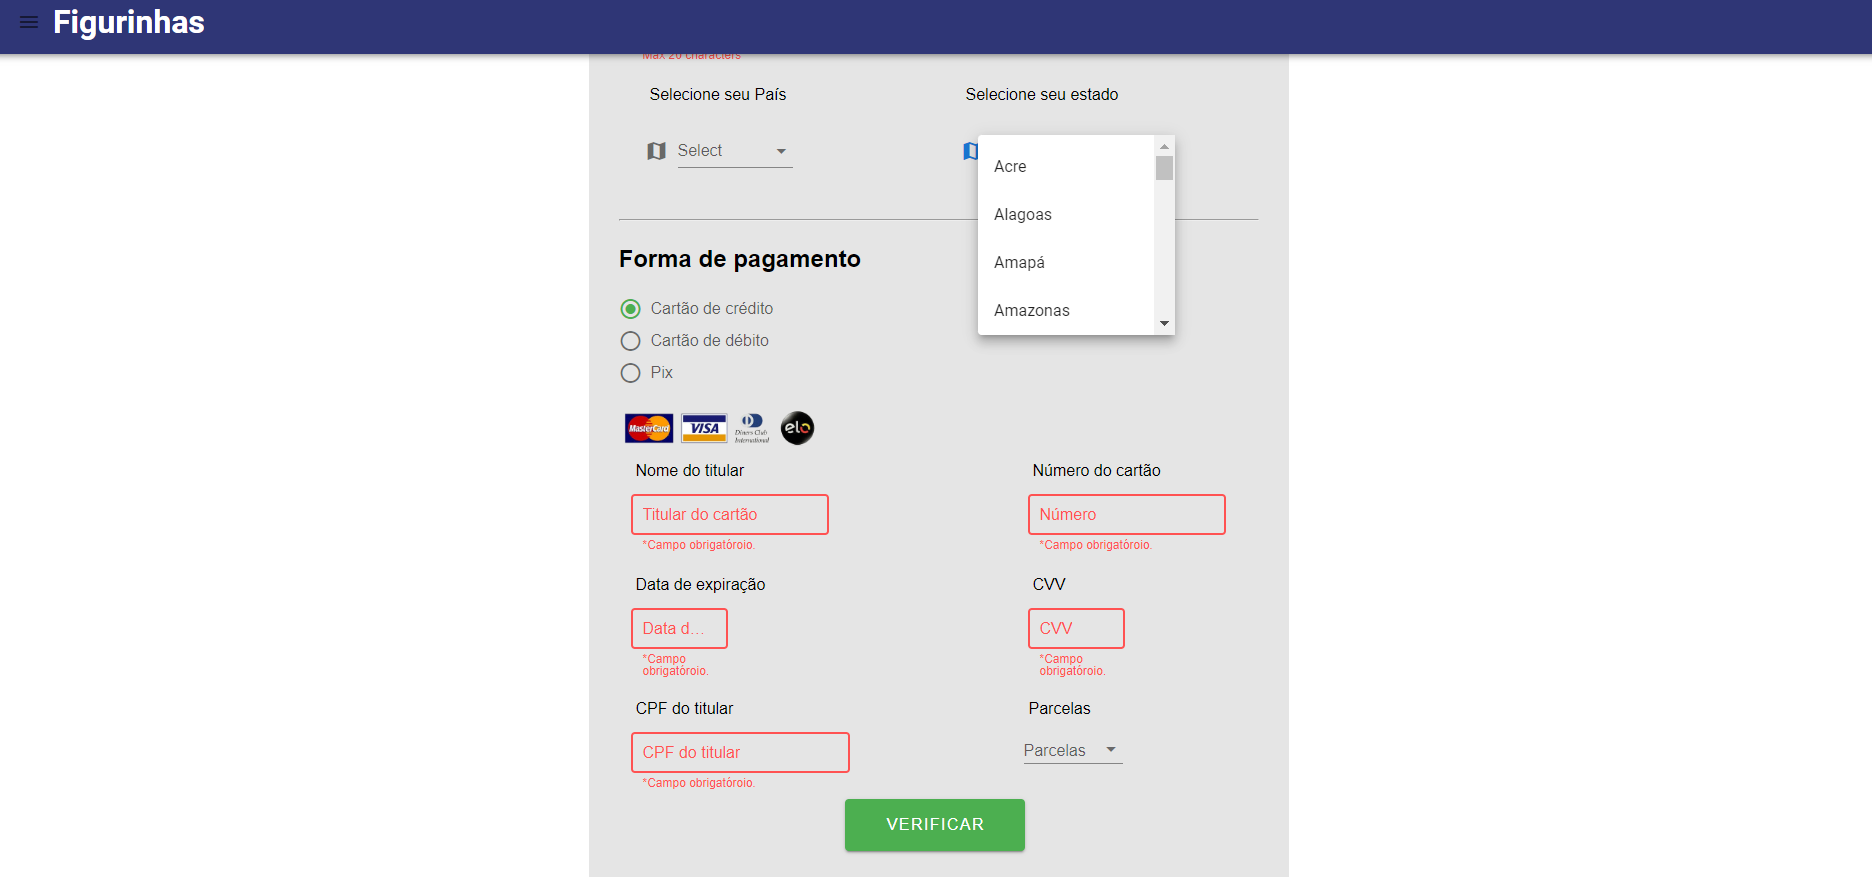 Figurinhas
Max 20 characters
Selecione seu País
Selecione seu estado
Select
Acre
Alagoas
Amapá
Amazonas
Forma de pagamento
Cartão de crédito
Cartão de débito
Pix
MasterCard
VISA
Diners Club
International
elo
Nome do titular
Número do cartão
Titular do cartão
Número
*Campo obrigatóroio.
*Campo obrigatóroio.
Data de expiração
CVV
Data d...
CVV
*Campo
obrigatóroio.
*Campo
obrigatóroio.
CPF do titular
Parcelas
CPF do titular
Parcelas
*Campo obrigatóroio.
VERIFICAR